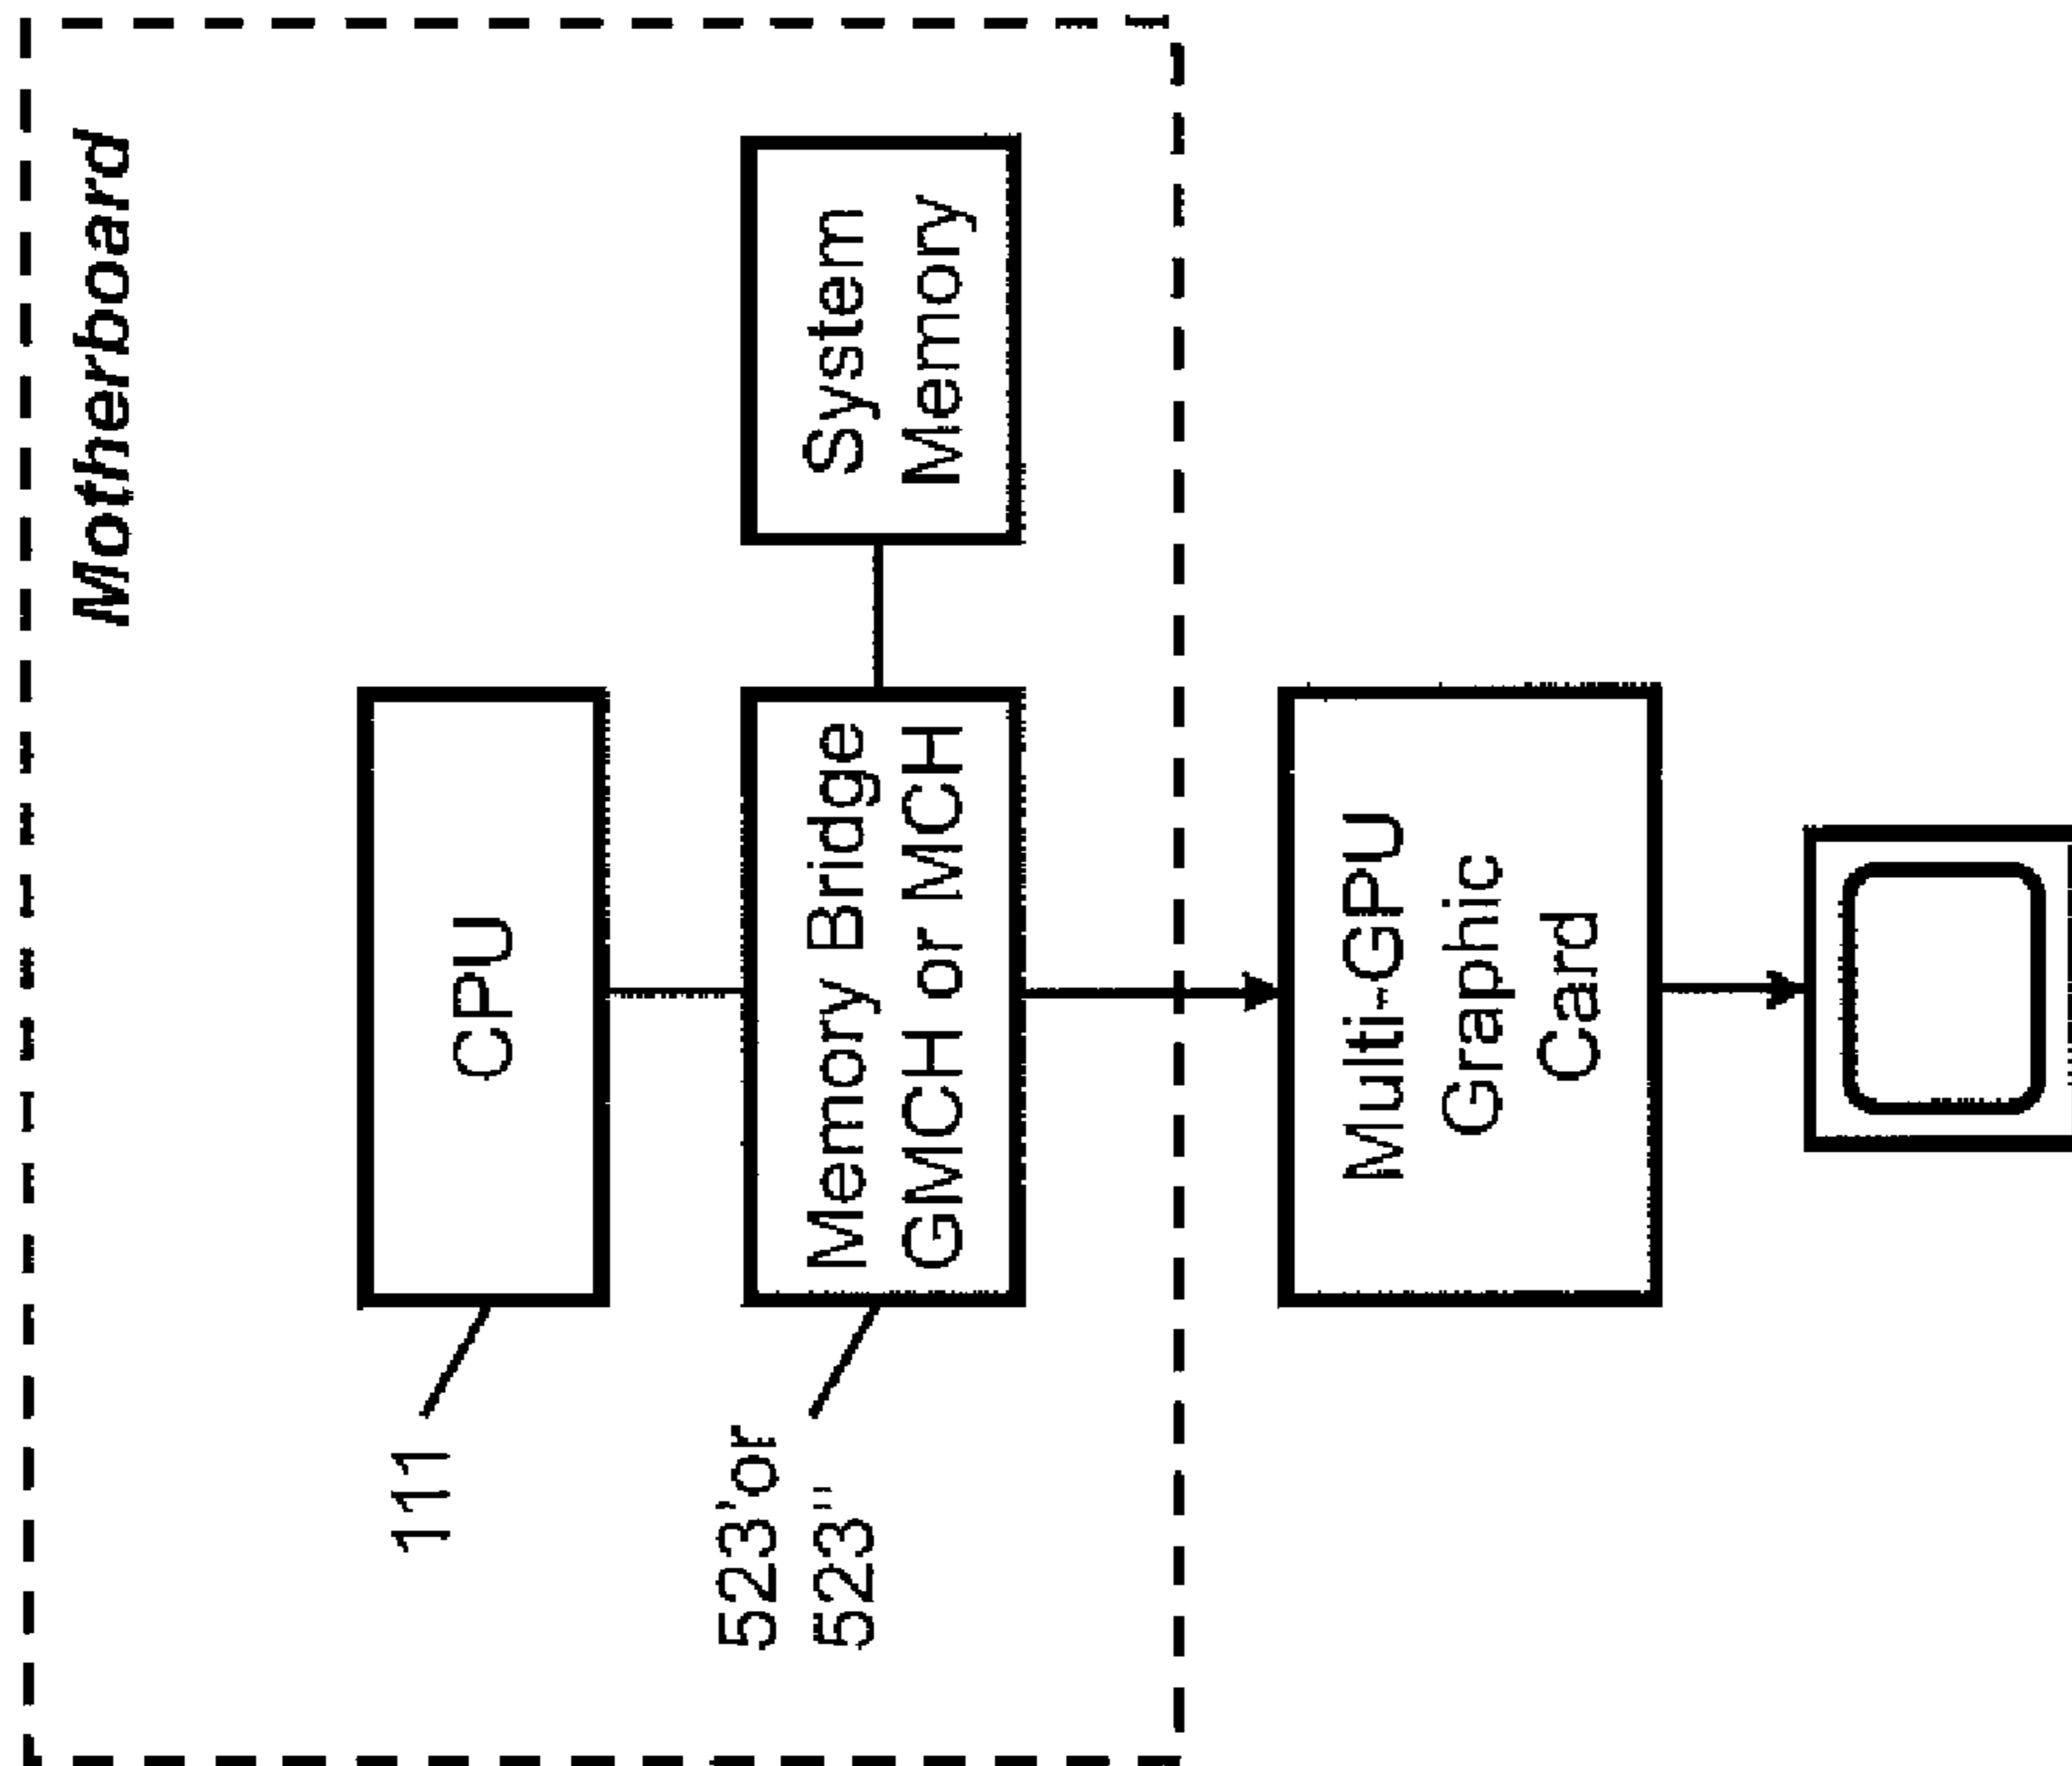 Motherboard
CPU
111
Memory Bridge
GMCH or MCH
523'or
523"
System
Memory
Multi-GPU
Graphic
Card